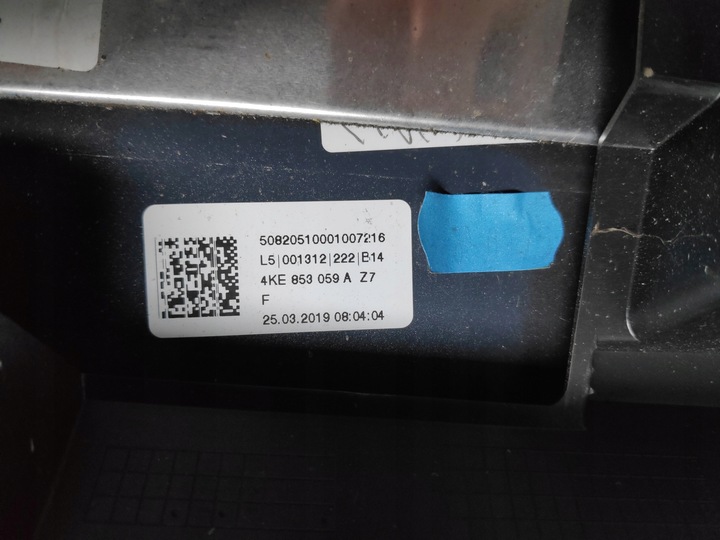 50820510001007216
L5|001312|222|B14
4KE 853 059 A Z7
F
25.03.2019 08:04:04